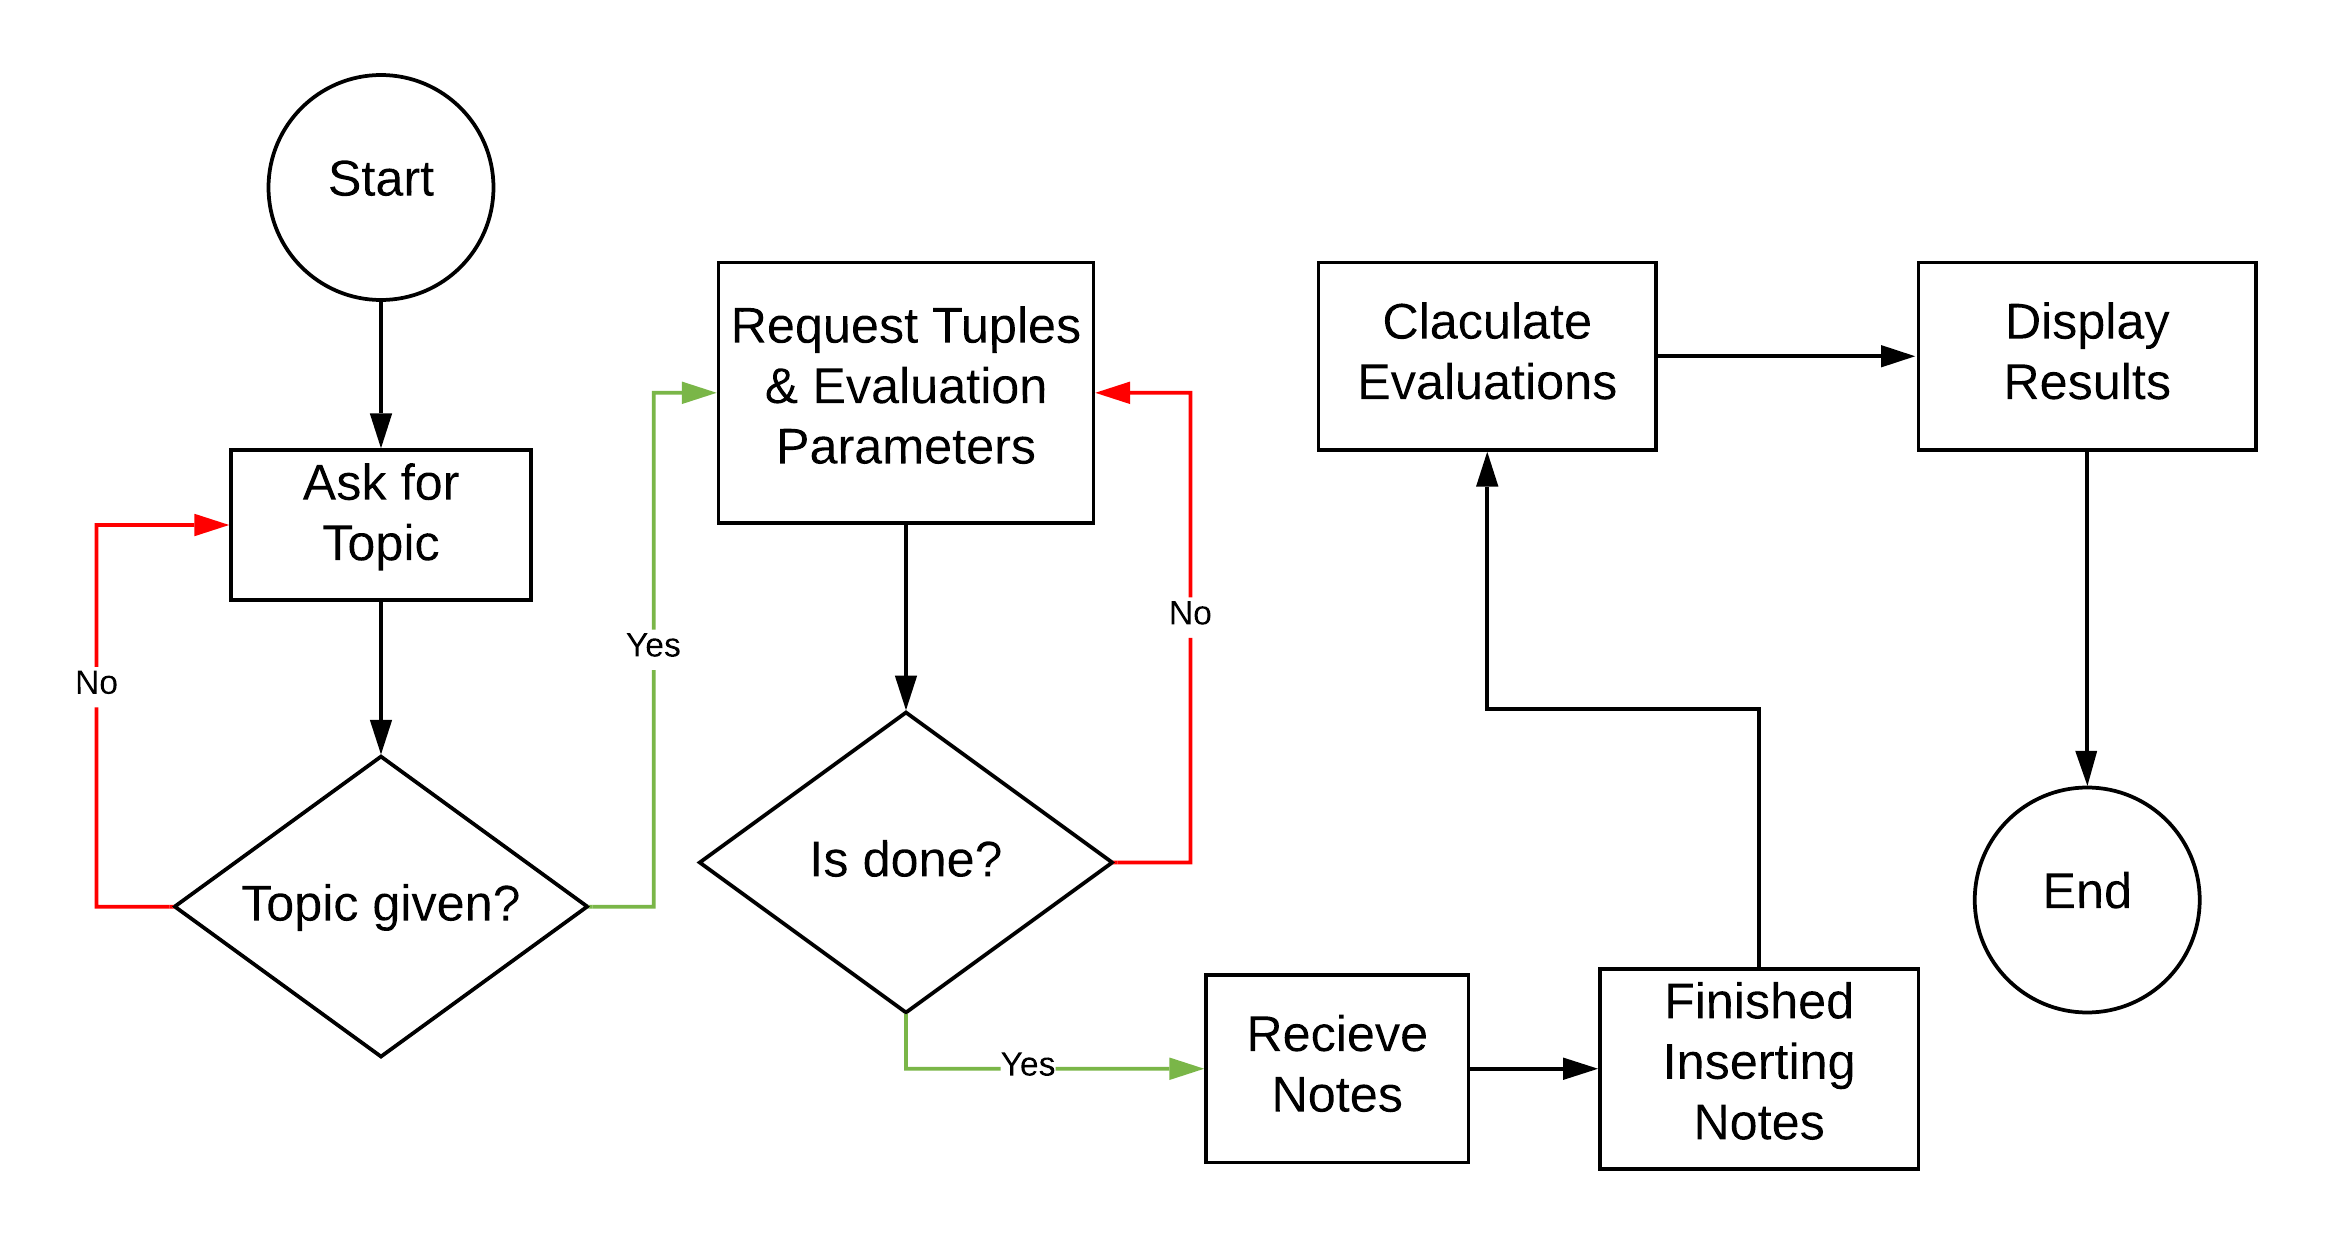 Start
Ask for
Topic
No
Topic given?
Yes
Request Tuples
& Evaluation
Parameters
No
Is done?
Yes
Recieve
Notes
Finished
Inserting
Notes
Claculate
Evaluations
Display
Results
End